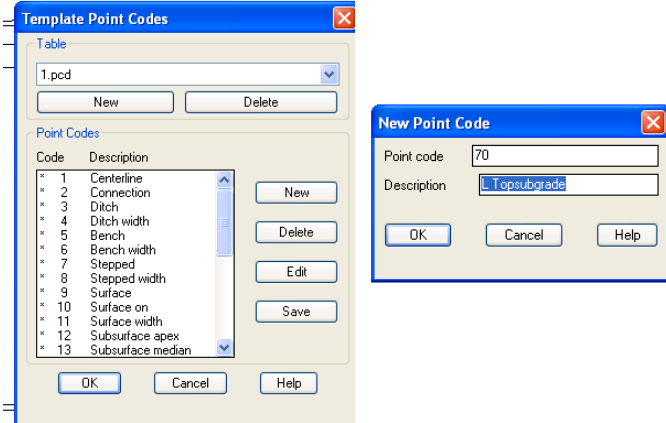 Template Point Codes
Table
1.pcd
New Delete
Point Codes
Code Description
* 1 Centerline
* 2 Connection
* 3 Ditch
* 4 Ditch width
* 5 Bench
* 6 Bench width
* 7 Stepped
* 8 Stepped width
* 9 Surface
* 10 Surface on
* 11 Surface width
* 12 Subsurface apex
* 13 Subsurface median
New
Delete
Edit
Save
OK Cancel Help
New Point Code
Point code 70
Description L Topsubgrade
OK Cancel Help